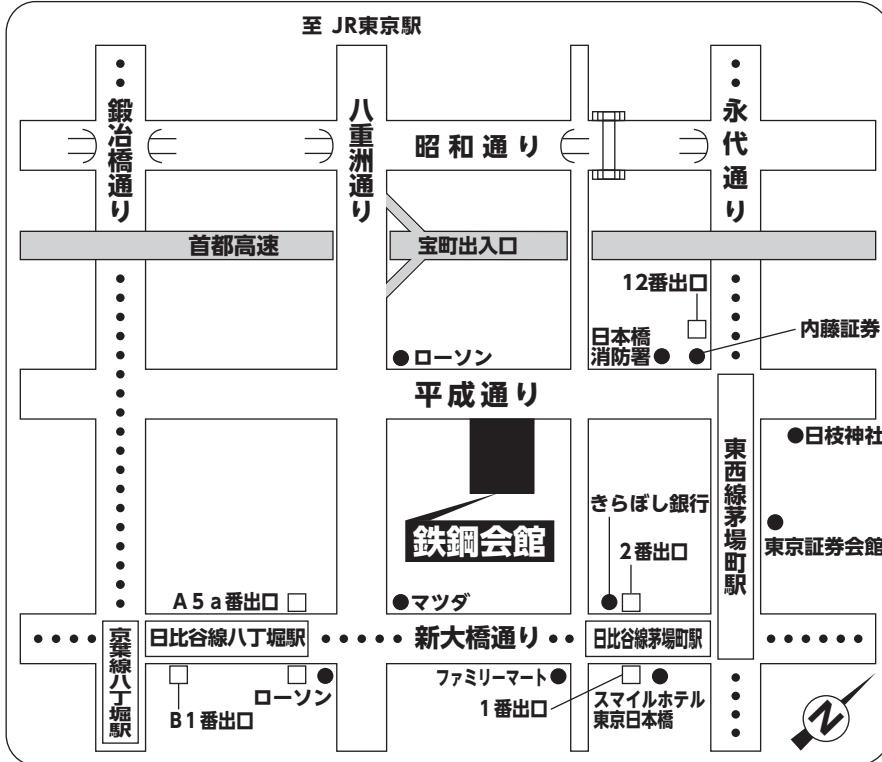 至 JR東京駅
鍛冶橋通り
八重洲通り
昭和通り
永代通り
首都高速
宝町出入口
12番出口
日本橋
消防署
内藤証券
ローソン
平成通り
日枝神社
東西線茅場町駅
きらぼし銀行
鉄鋼会館
2番出口
東京証券会館
A5a番出口
マツダ
京葉線八丁堀駅
日比谷線八丁堀駅
新大橋通り
日比谷線茅場町駅
B1番出口
ローソン
ファミリーマート
1番出口
スマイルホテル
東京日本橋
N